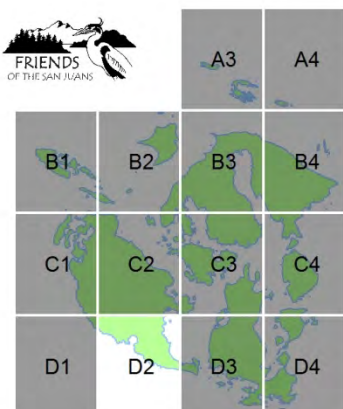 FRIENDS
OF THE SAN JUANS
A3 A4
B1 B2 B3 B4
C1 C2 C3 C4
D1 D2 D3 D4